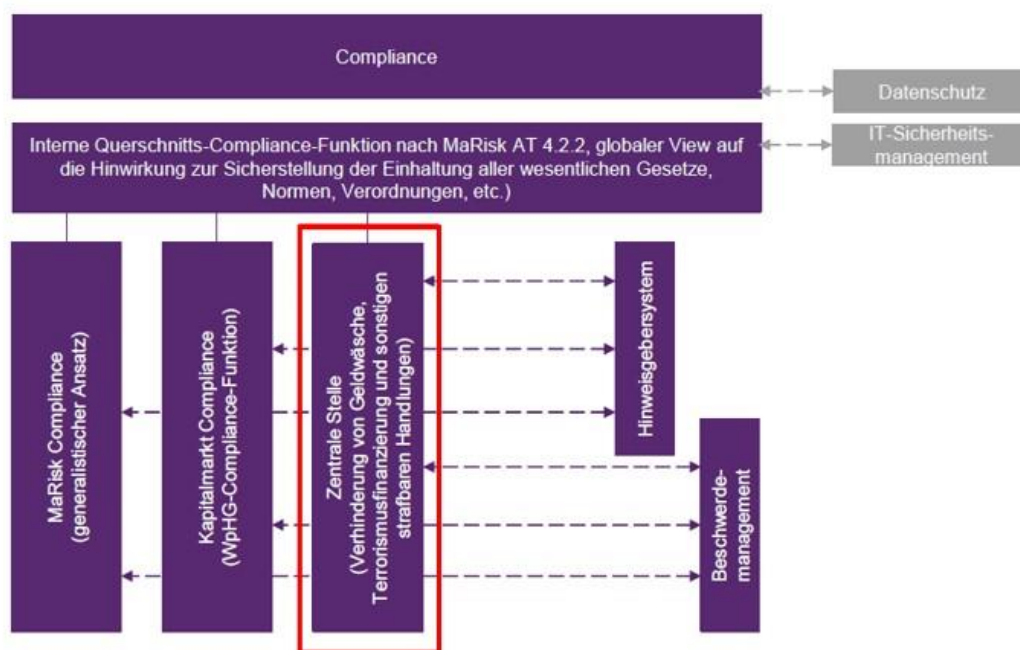 Compliance
Datenschutz
IT-Sicherheits-
management
Interne Querschnitts-Compliance-Funktion nach MaRisk AT 4.2.2, globaler View auf
die Hinwirkung zur Sicherstellung der Einhaltung aller wesentlichen Gesetze,
Normen, Verordnungen, etc.)
MaRisk Compliance
(generalistischer Ansatz)
Kapitalmarkt Compliance
(WpHG-Compliance-Funktion)
Zentrale Stelle
(Verhinderung von Geldwäsche,
Terrorismusfinanzierung und sonstigen
strafbaren Handlungen)
Hinweisgebersystem
Beschwerde-
management